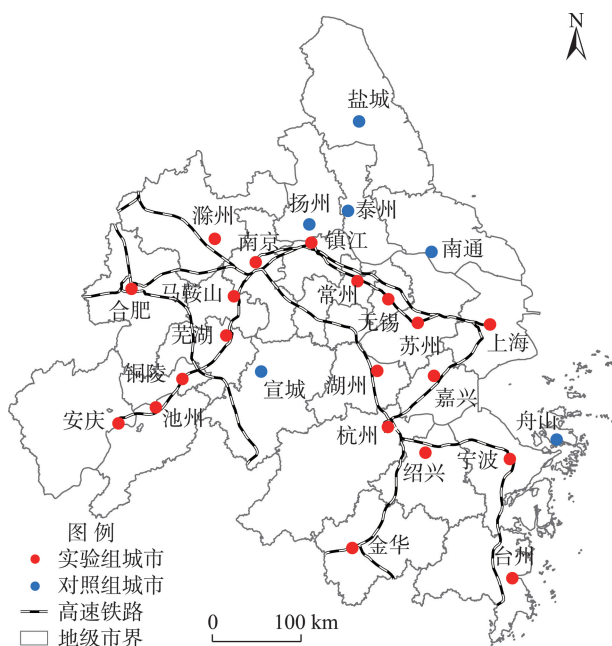 N
盐城
扬州
泰州
滁州
南京
镇江
南通
合肥
马鞍山
常州
无锡
芜湖
苏州
上海
铜陵
宣城
湖州
嘉兴
安庆
池州
杭州
舟山
绍兴
宁波
金华
台州
图 例
实验组城市
对照组城市
高速铁路
地级市界
0 100 km